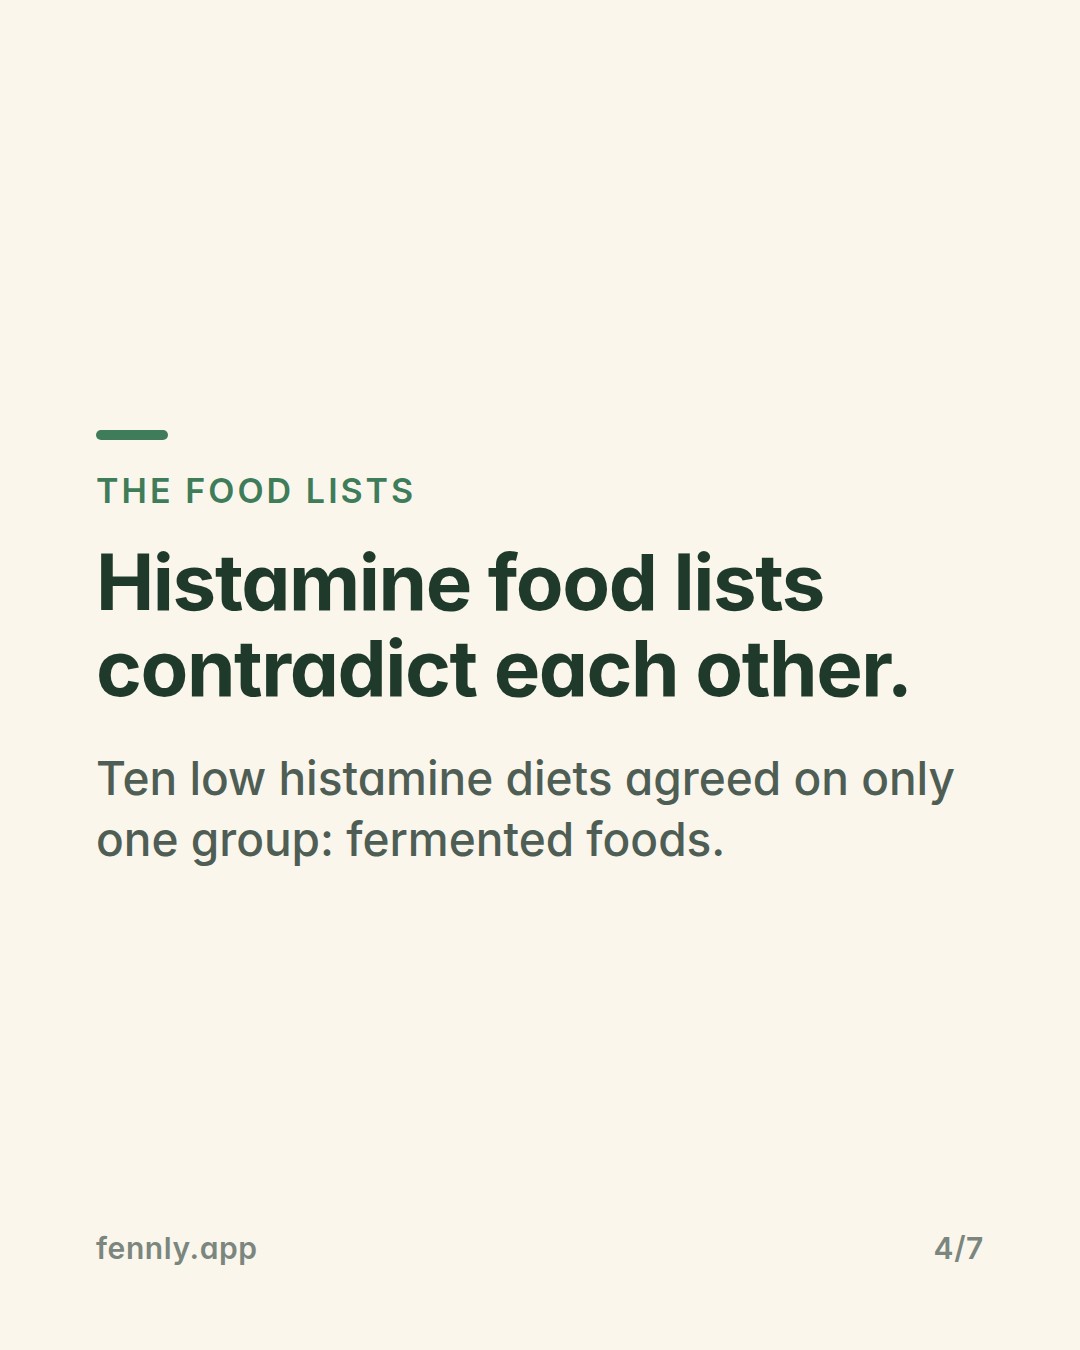 THE FOOD LISTS
Histamine food lists
contradict each other.
Ten low histamine diets agreed on only
one group: fermented foods.
fennly.app
4/7